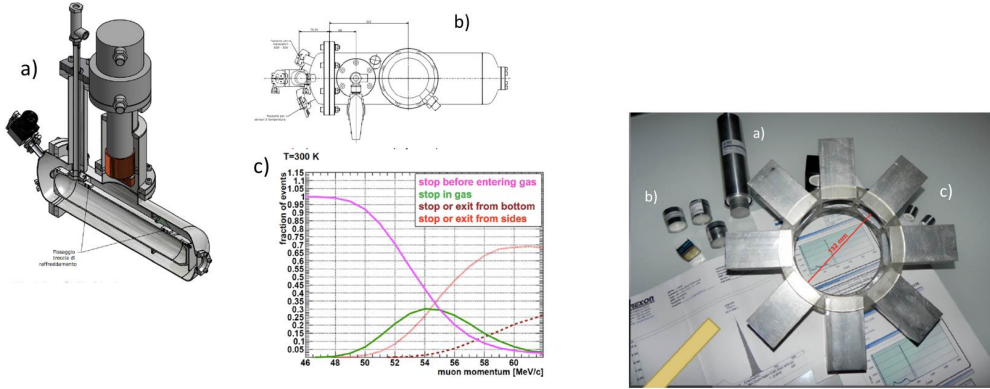 a)
Passaggio
treccie di
raffreddamento
b)
c)
T=300 K
stop before entering gas
stop in gas
stop or exit from bottom
stop or exit from sides
fraction of events
1.15
1.1
1.05
1
0.95
0.9
0.85
0.8
0.75
0.7
0.65
0.6
0.55
0.5
0.45
0.4
0.35
0.3
0.25
0.2
0.15
0.1
0.05
46
48
50
52
54
56
58
60
muon momentum [MeV/c]
a)
b)
c)
152 mm